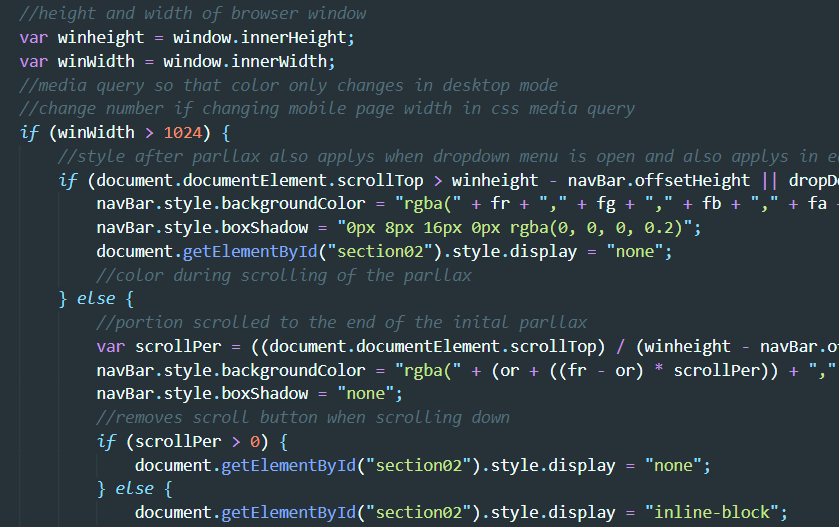 //height and width of browser window
var winheight = window.innerHeight;
var winWidth = window.innerWidth;
//media query so that color only changes in desktop mode
//change number if changing mobile page width in css media query
if (winWidth > 1024) {
//style after parllax also applys when dropdown menu is open and also applys in
if (document.documentElement.scrollTop > winheight - navBar.offsetHeight ||
navBar.style.backgroundColor = "rgba(" + fr + "," + fg + "," + fb + "," + fa +
navBar.style.boxShadow = "0px 8px 16px 0px rgba(0, 0, 0, 0.2)";
document.getElementById("section02").style.display = "none";
//color during scrolling of the parllax
} else {
//portion scrolled to the end of the inital parllax
var scrollPer = ((document.documentElement.scrollTop) / (winheight - navBar.
navBar.style.backgroundColor = "rgba(" + (or + ((fr - or) * scrollPer)) + ","
navBar.style.boxShadow = "none";
//removes scroll button when scrolling down
if (scrollPer > 0) {
document.getElementById("section02").style.display = "none";
} else {
document.getElementById("section02").style.display = "inline-block";